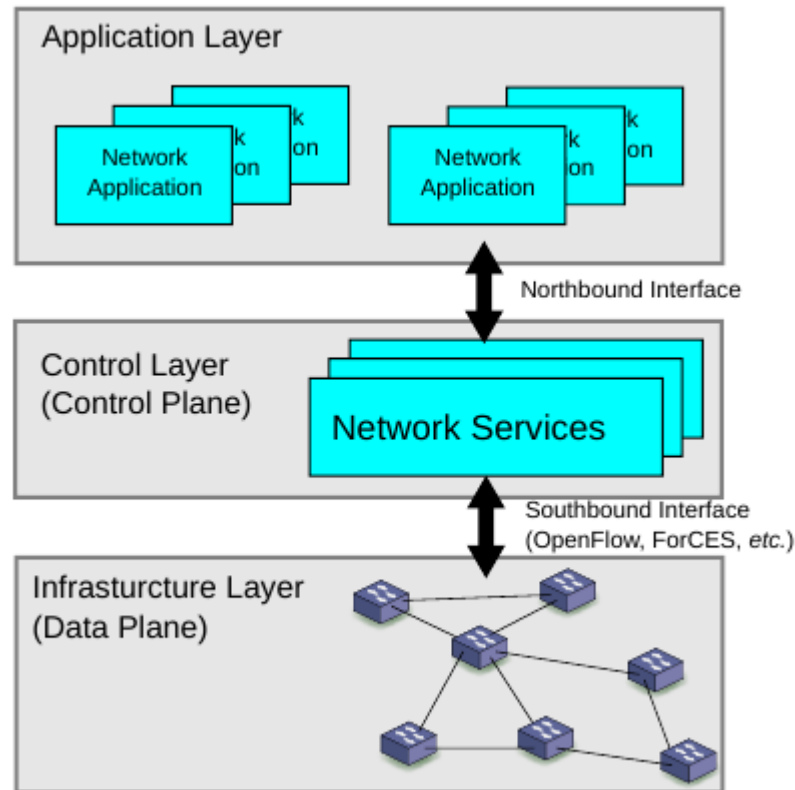 Application Layer
Network
Application
Network
Application
Northbound Interface
Control Layer
(Control Plane)
Network Services
Southbound Interface
(OpenFlow, ForCES, etc.)
Infrasturcture Layer
(Data Plane)